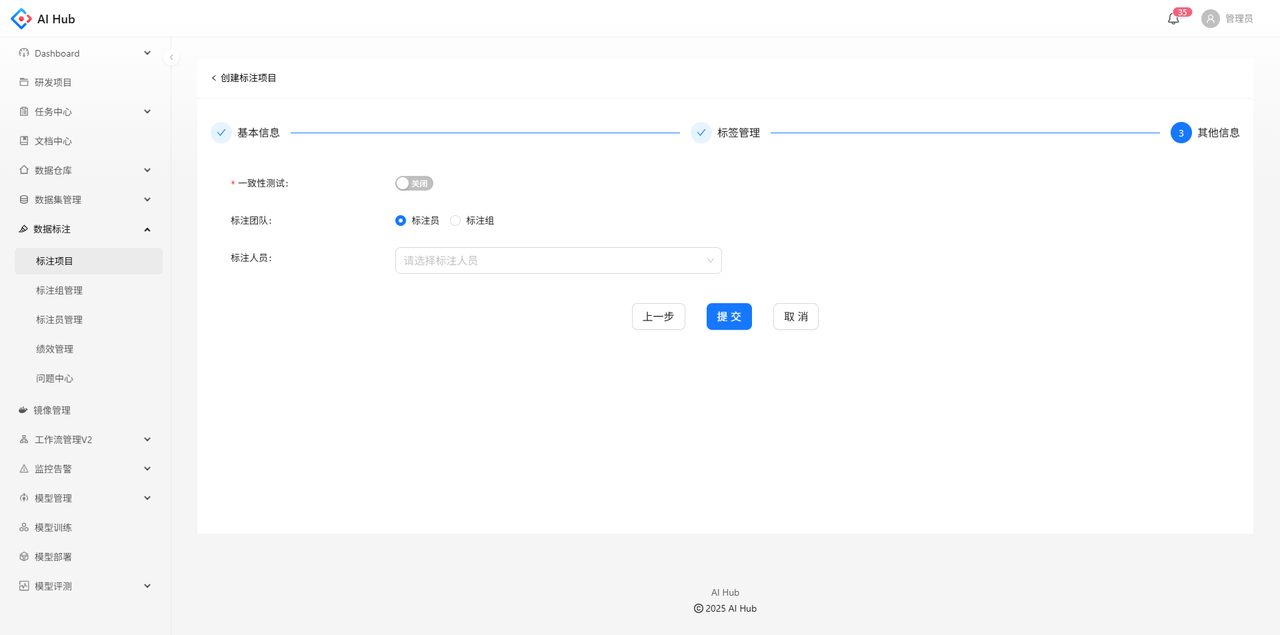 AI Hub
35
管理员
Dashboard
研发项目
任务中心
文档中心
数据仓库
数据集管理
数据标注
标注项目
标注组管理
标注员管理
绩效管理
问题中心
镜像管理
工作流管理V2
监控告警
模型管理
模型训练
模型部署
模型评测
创建标注项目
基本信息
标签管理
3 其他信息
* 一致性测试:
关闭
标注团队:
标注员 标注组
标注人员:
请选择标注人员
上一步 提 交 取 消
AI Hub
© 2025 AI Hub